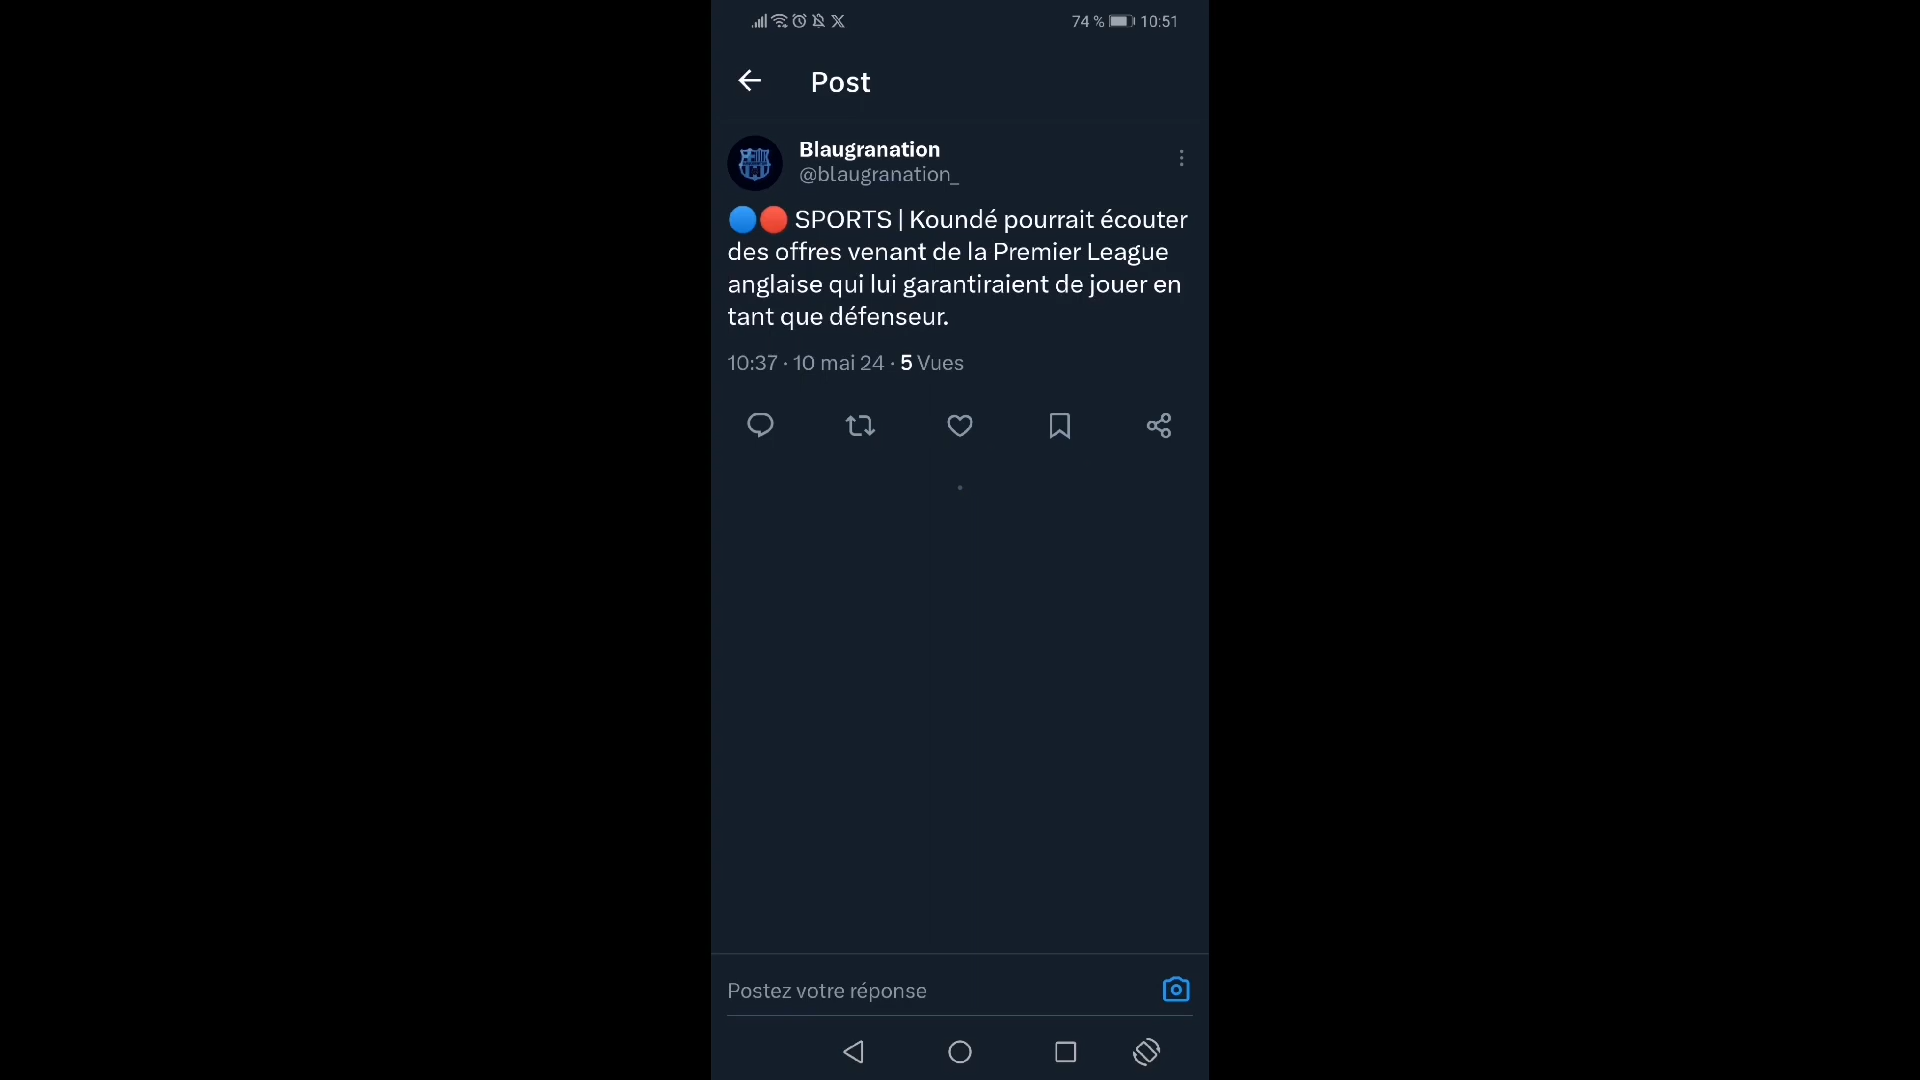 74 % 10:51
Post
Blaugranation
@blaugranation_
🔵🔴 SPORTS | Koundé pourrait écouter
des offres venant de la Premier League
anglaise qui lui garantiraient de jouer en
tant que défenseur.
10:37 · 10 mai 24 · 5 Vues
Postez votre réponse